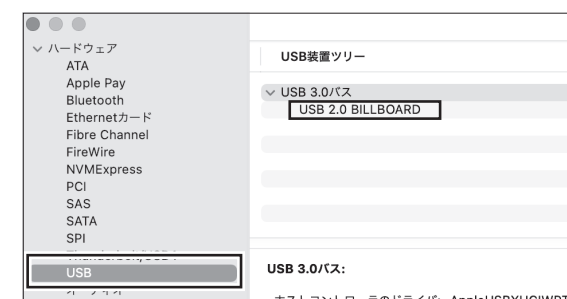 ハードウェア
ATA
Apple Pay
Bluetooth
Ethernetカード
Fibre Channel
FireWire
NVMExpress
PCI
SAS
SATA
SPI
USB
USB装置ツリー
USB 3.0バス
USB 2.0 BILLBOARD
USB 3.0バス: